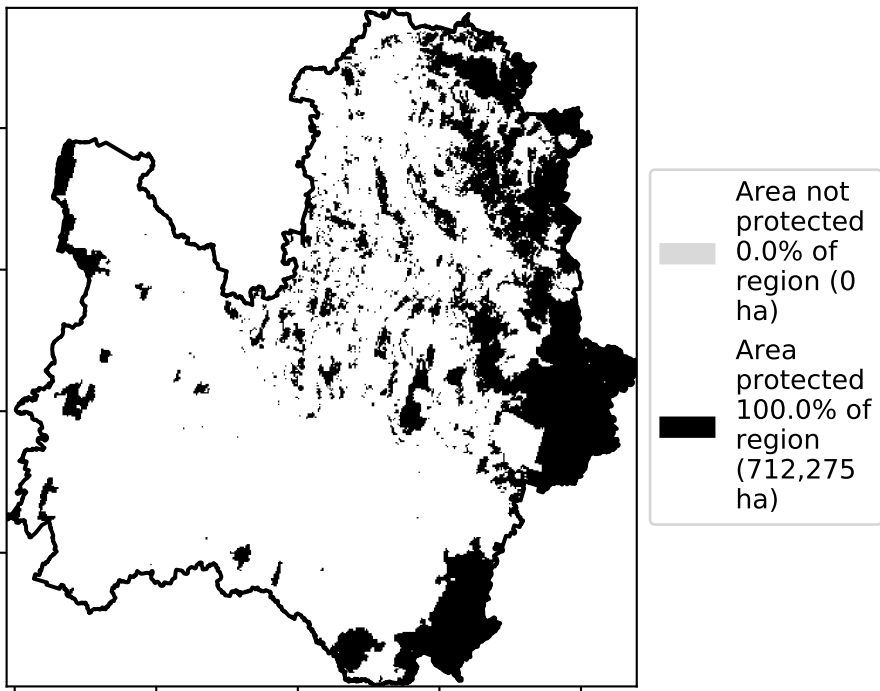 Area not
protected
0.0% of
region (0
ha)
Area
protected
100.0% of
region
(712,275
ha)